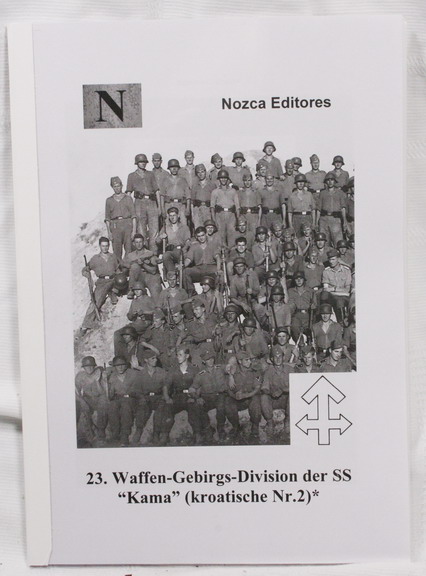 N
Nozca Editores
23. Waffen-Gebirgs-Division der SS
“Kama” (kroatische Nr.2)*